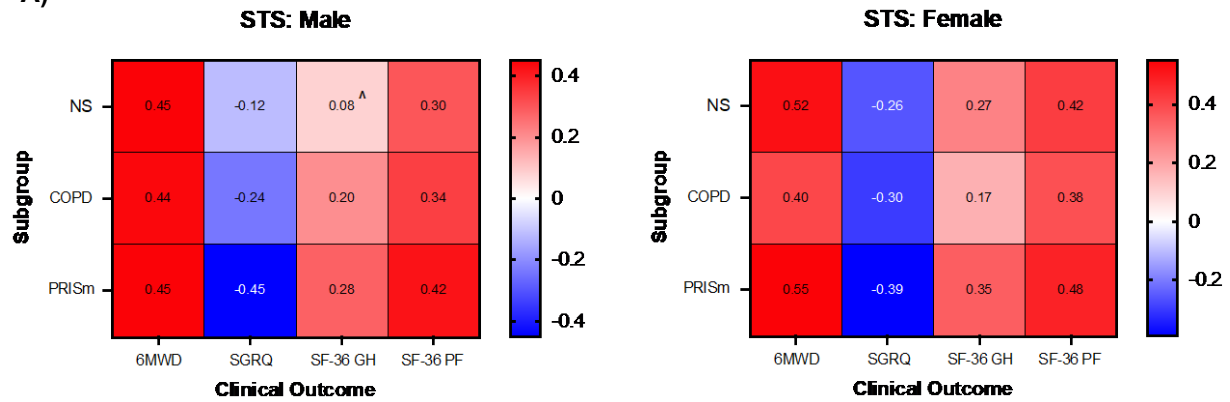 A)
STS: Male
Subgroup
NS 0.45 -0.12 0.08 ^ 0.30
COPD 0.44 -0.24 0.20 0.34
PRISm 0.45 -0.45 0.28 0.42
6MWD SGRQ SF-36 GH SF-36 PF
Clinical Outcome
0.4
0.2
0
-0.2
-0.4
STS: Female
Subgroup
NS 0.52 -0.26 0.27 0.42
COPD 0.40 -0.30 0.17 0.38
PRISm 0.55 -0.39 0.35 0.48
6MWD SGRQ SF-36 GH SF-36 PF
Clinical Outcome
0.4
0.2
0
-0.2